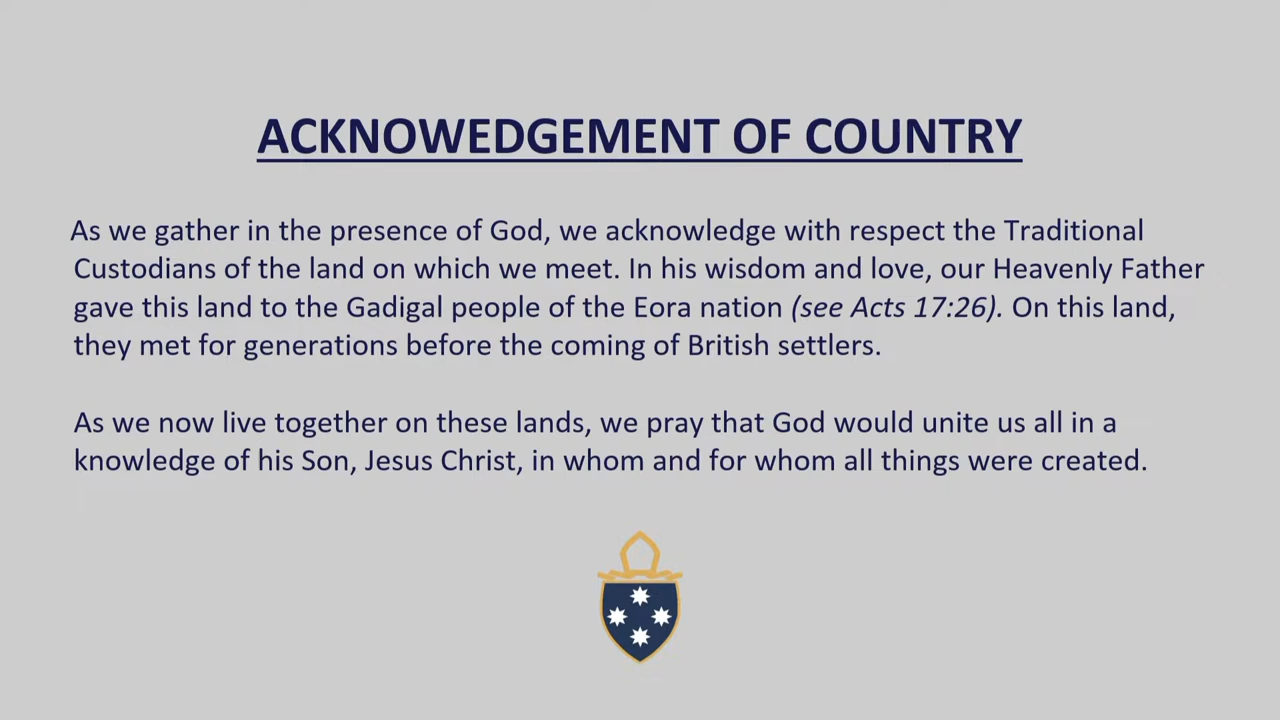 ACKNOWEDGEMENT OF COUNTRY
As we gather in the presence of God, we acknowledge with respect the Traditional
Custodians of the land on which we meet. In his wisdom and love, our Heavenly Father
gave this land to the Gadigal people of the Eora nation (see Acts 17:26). On this land,
they met for generations before the coming of British settlers.
As we now live together on these lands, we pray that God would unite us all in a
knowledge of his Son, Jesus Christ, in whom and for whom all things were created.